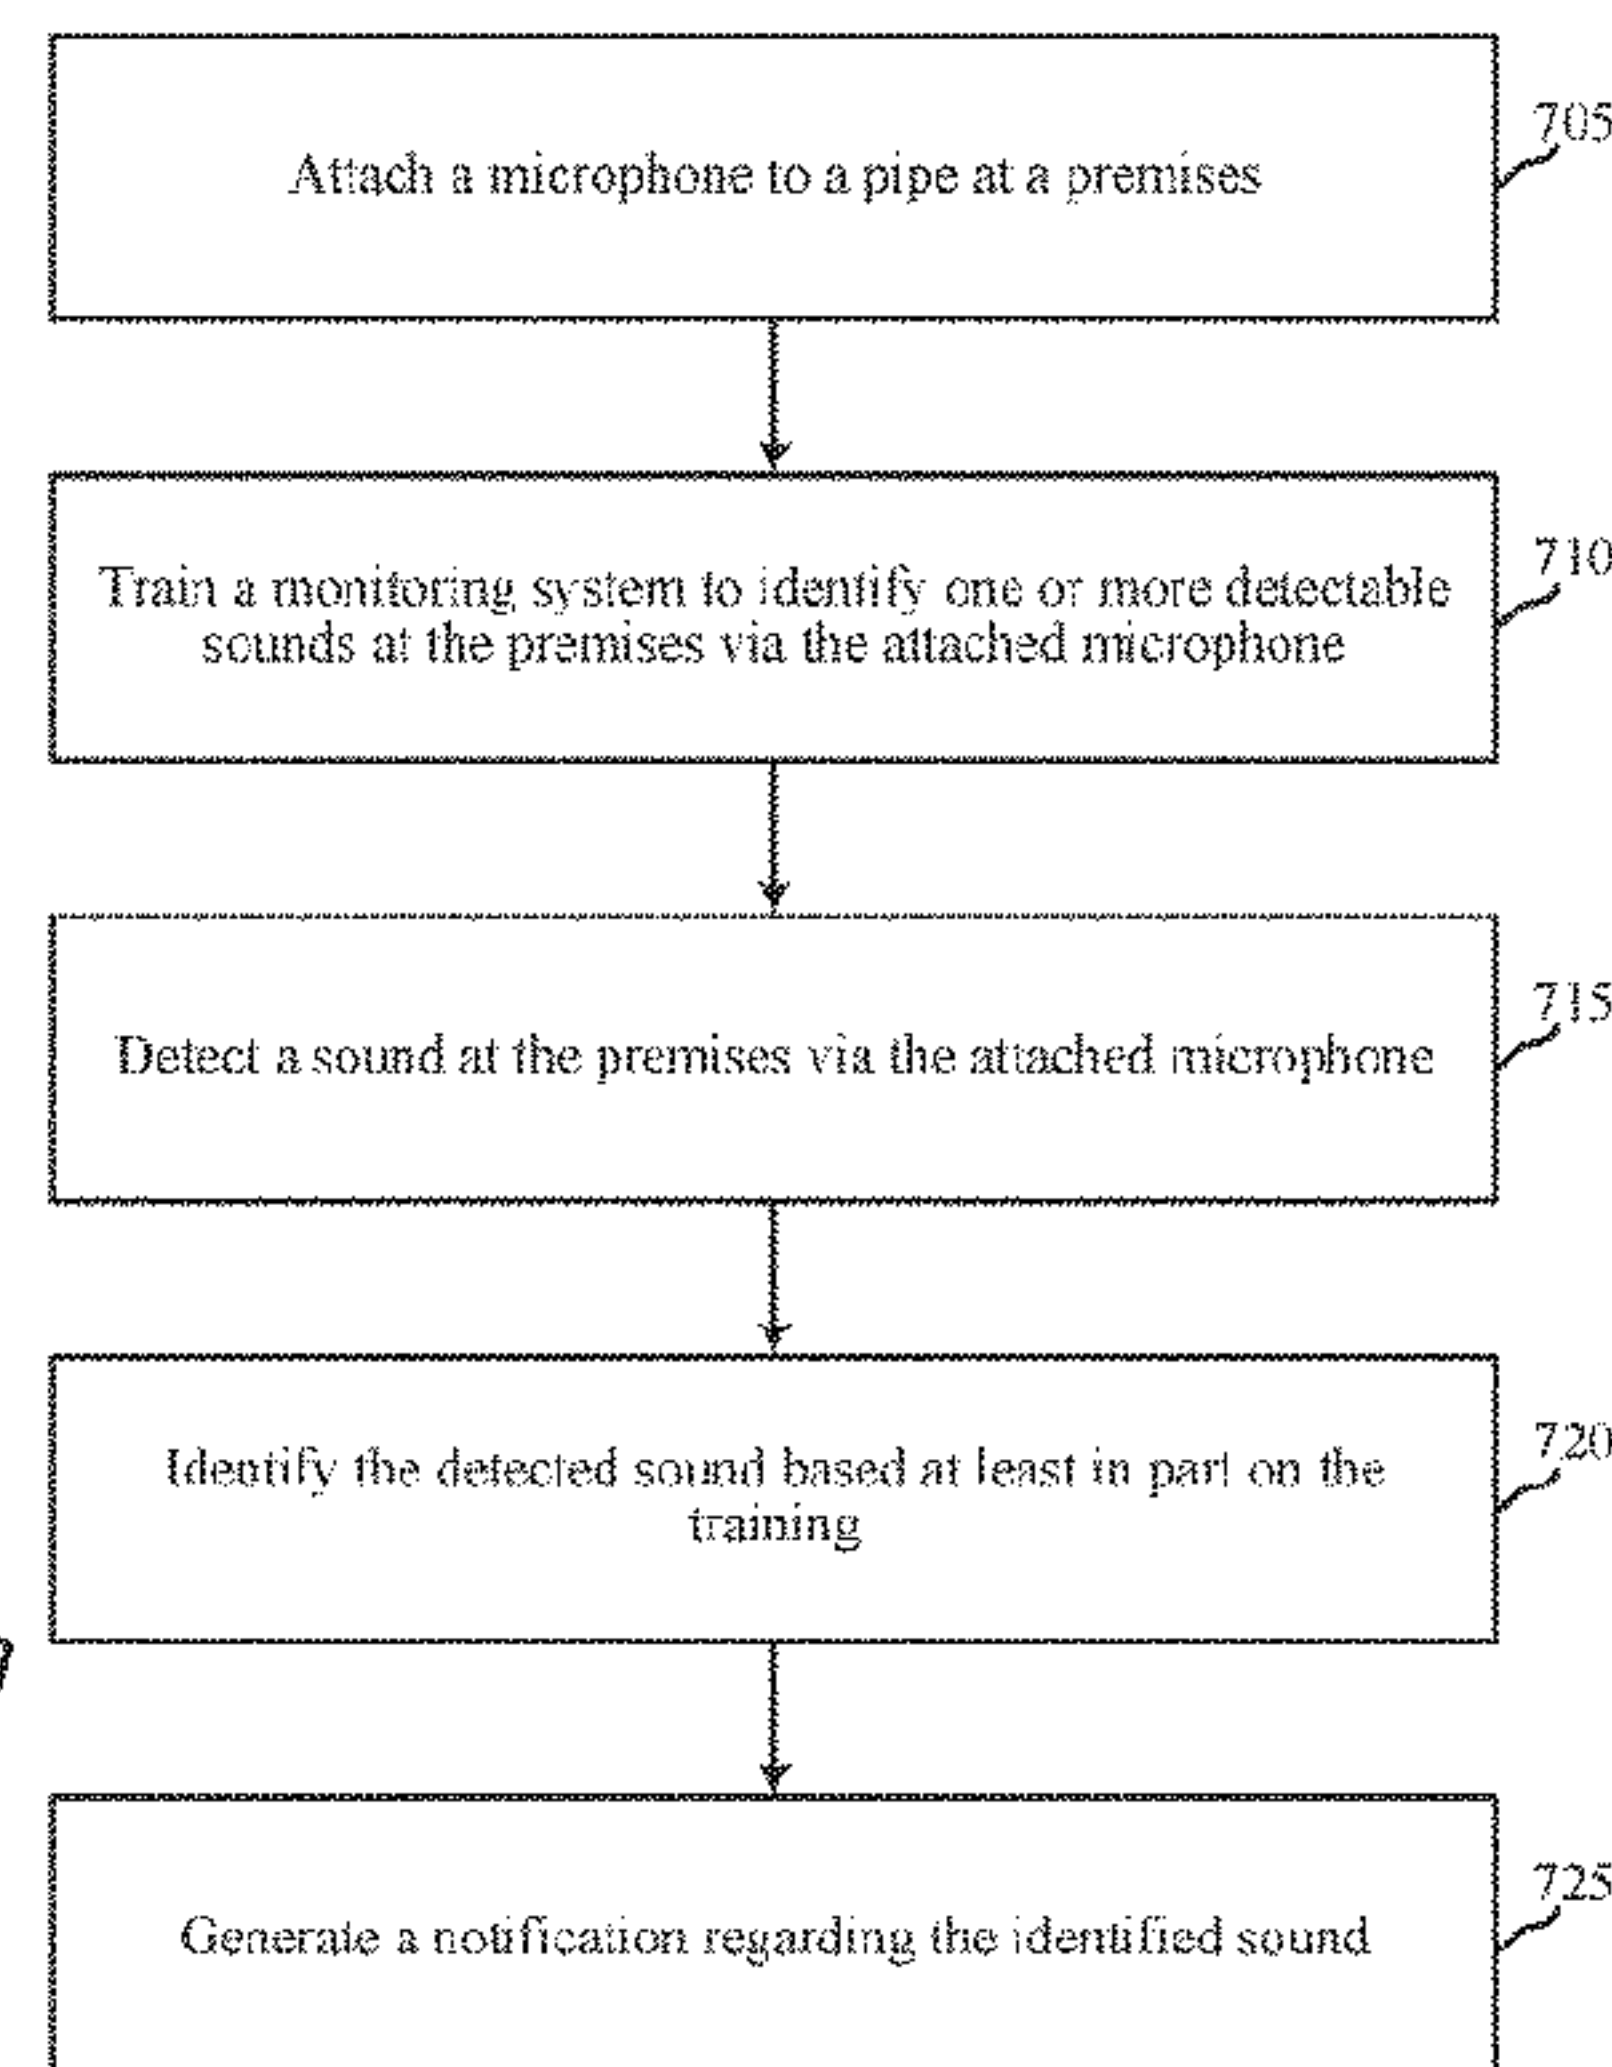 Attach a microphone to a pipe at a premises
705
Train a monitoring system to identify one or more detectable
sounds at the premises via the attached microphone
710
Detect a sound at the premises via the attached microphone
715
Identify the detected sound based at least in part on the
training
720
Generate a notification regarding the identified sound
725